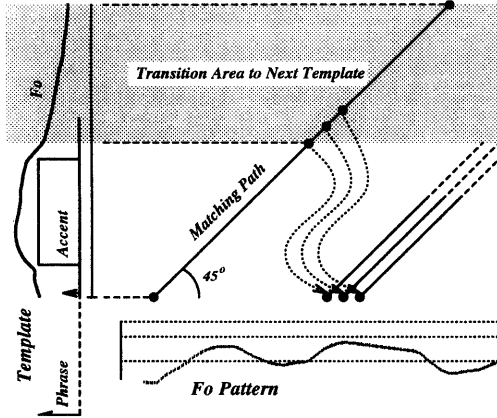 Fo
Transition Area to Next Template
Matching Path
Accent
45°
Template
Phrase
Fo Pattern